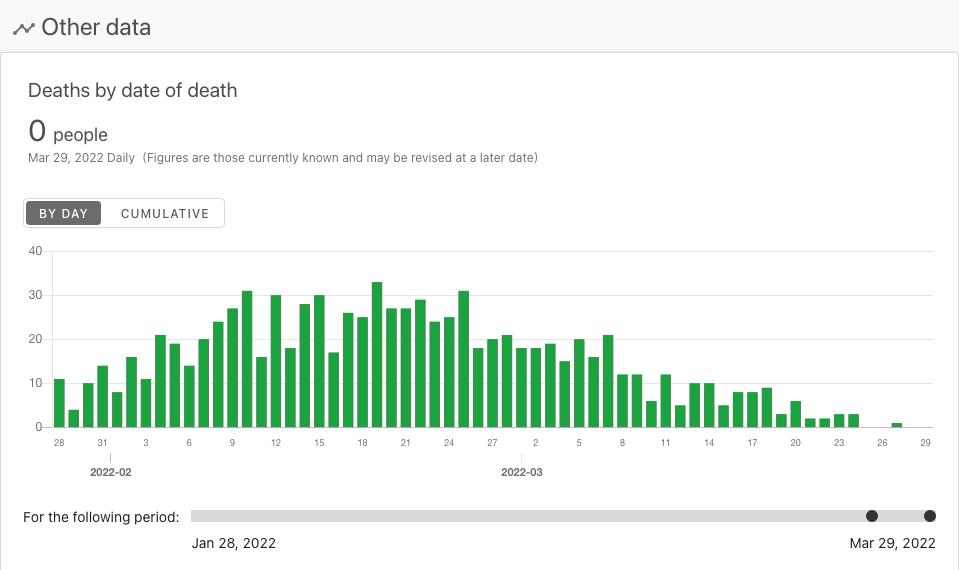 Other data
Deaths by date of death
0 people
Mar 29, 2022 Daily (Figures are those currently known and may be revised at a later date)
BY DAY CUMULATIVE
40
30
20
10
0
28 31 3 6 9 12 15 18 21 24 27 2 5 8 11 14 17 20 23 26 29
2022-02 2022-03
For the following period:
Jan 28, 2022 Mar 29, 2022